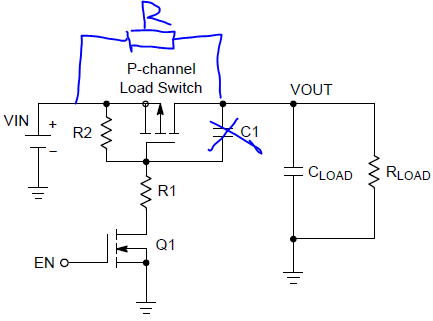 R
P-channel
Load Switch
VOUT
VIN
+
R2
C1
−
CLOAD
RLOAD
R1
Q1
EN